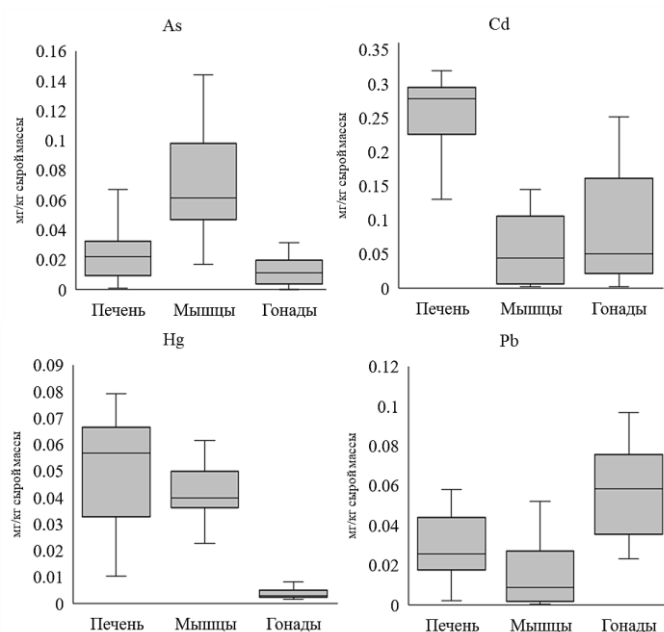 As
мг/кг сырой массы
0.16
0.14
0.12
0.1
0.08
0.06
0.04
0.02
0
Печень Мышцы Гонады
Cd
мг/кг сырой массы
0.35
0.3
0.25
0.2
0.15
0.1
0.05
0
Печень Мышцы Гонады
Hg
мг/кг сырой массы
0.09
0.08
0.07
0.06
0.05
0.04
0.03
0.02
0.01
0
Печень Мышцы Гонады
Pb
мг/кг сырой массы
0.12
0.1
0.08
0.06
0.04
0.02
0
Печень Мышцы Гонады